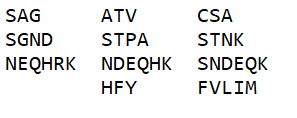 SAG ATV CSA
SGND STPA STNK
NEQHRK NDEQHK SNDEQK
HFY FVLIM